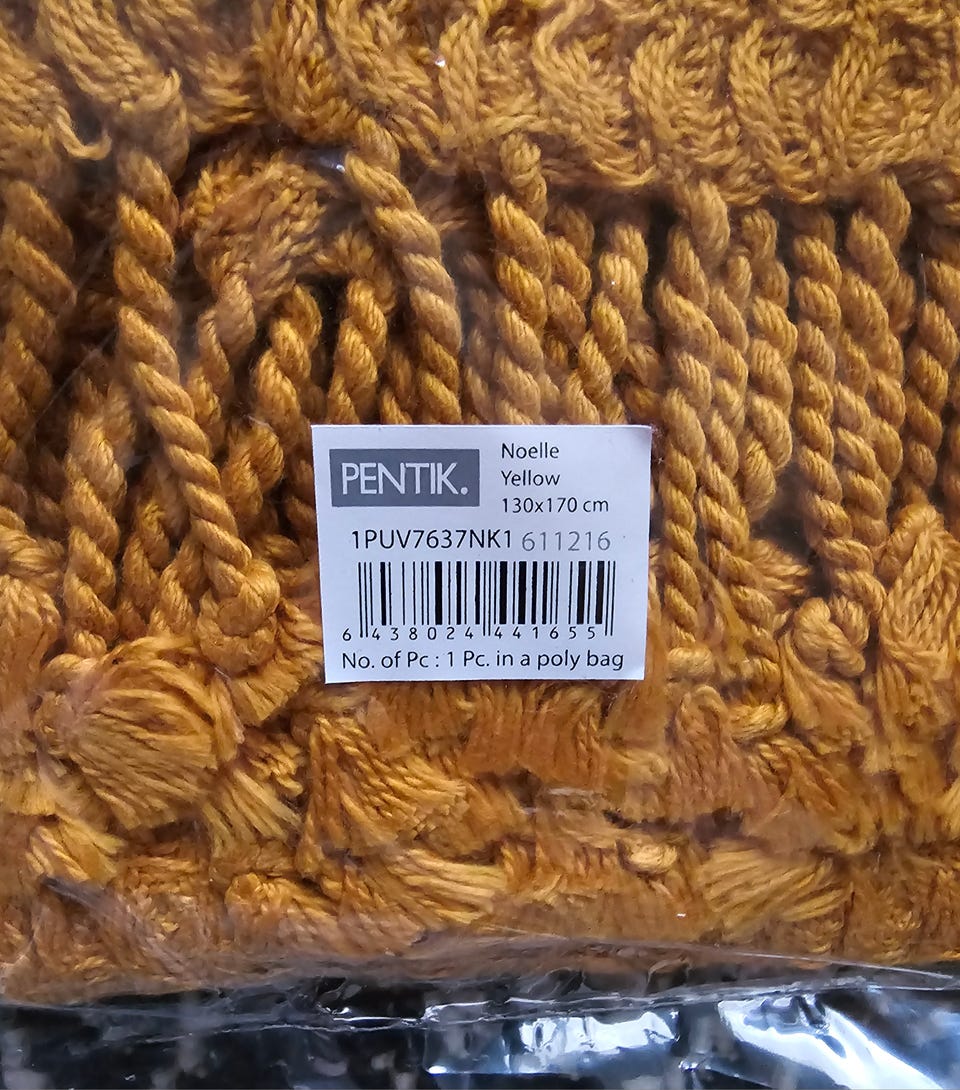 PENTIK.
Noelle
Yellow
130x170 cm
1PUV7637NK1 611216
6 438024 441655
No. of Pc : 1 Pc. in a poly bag